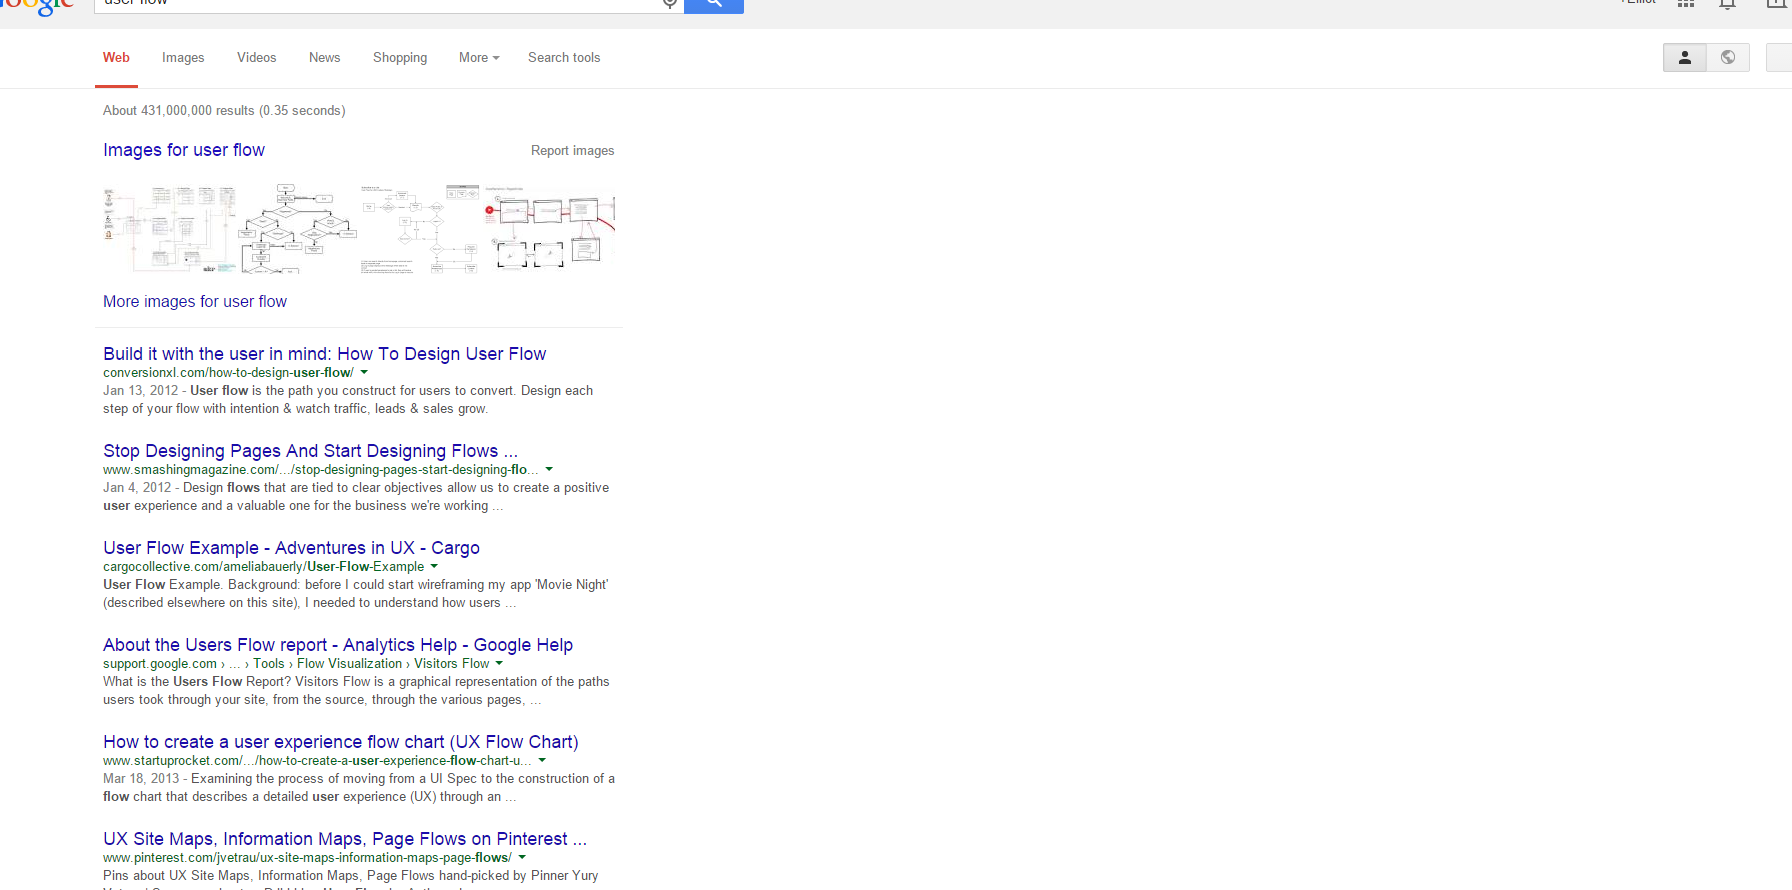 Google
user flow
+Elliot
Web Images Videos News Shopping More Search tools
About 431,000,000 results (0.35 seconds)
Images for user flow
Report images
More images for user flow
Build it with the user in mind: How To Design User Flow
conversionxl.com/how-to-design-user-flow/
Jan 13, 2012 - User flow is the path you construct for users to convert. Design each
step of your flow with intention & watch traffic, leads & sales grow.
Stop Designing Pages And Start Designing Flows ...
www.smashingmagazine.com/.../stop-designing-pages-start-designing-flo...
Jan 4, 2012 - Design flows that are tied to clear objectives allow us to create a positive
user experience and a valuable one for the business we're working ...
User Flow Example - Adventures in UX - Cargo
cargocollective.com/ameliabauerly/User-Flow-Example
User Flow Example. Background: before I could start wireframing my app 'Movie Night'
(described elsewhere on this site), I needed to understand how users ...
About the Users Flow report - Analytics Help - Google Help
support.google.com › ... › Tools › Flow Visualization › Visitors Flow
What is the Users Flow Report? Visitors Flow is a graphical representation of the paths
users took through your site, from the source, through the various pages, ...
How to create a user experience flow chart (UX Flow Chart)
www.startuprocket.com/.../how-to-create-a-user-experience-flow-chart-u...
Mar 18, 2013 - Examining the process of moving from a UI Spec to the construction of a
flow chart that describes a detailed user experience (UX) through an ...
UX Site Maps, Information Maps, Page Flows on Pinterest ...
www.pinterest.com/jvetrau/ux-site-maps-information-maps-page-flows/
Pins about UX Site Maps, Information Maps, Page Flows hand-picked by Pinner Yury